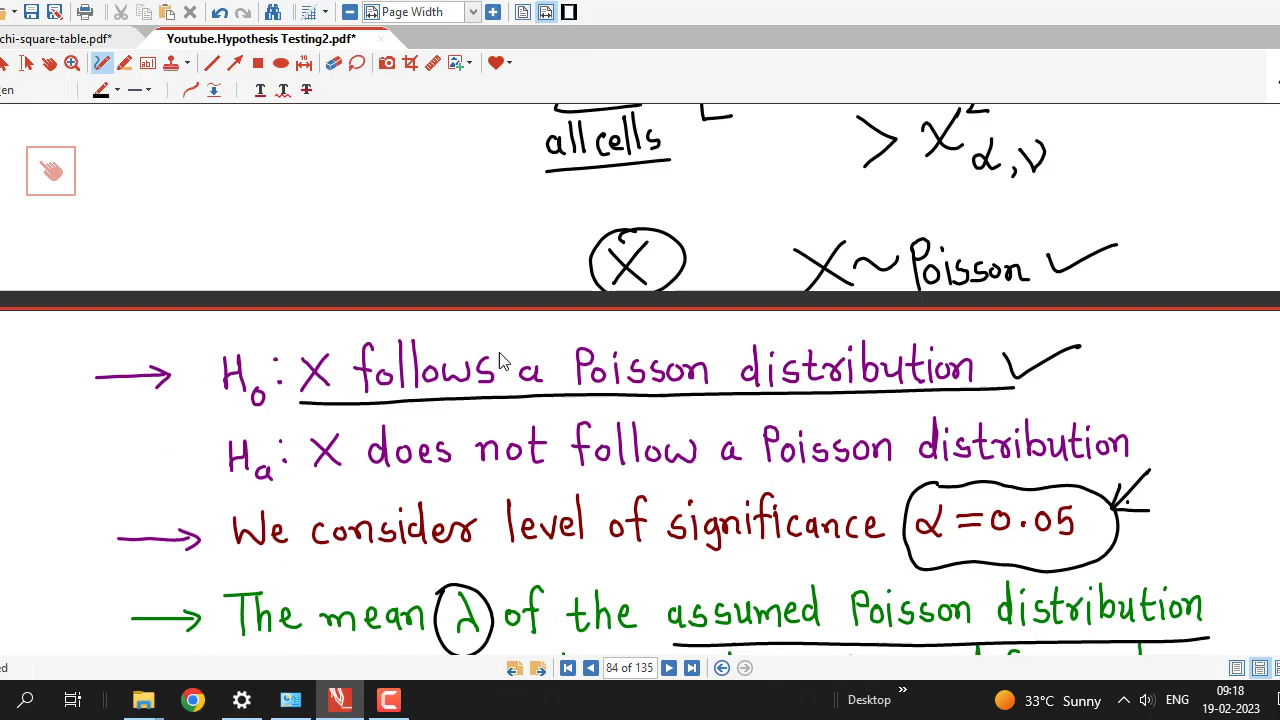 Page Width
chi-square-table.pdf*
Youtube.Hypothesis Testing2.pdf*
all cells
> X²α,ν
X
X ~ Poisson ✓
→ H₀: X follows a Poisson distribution ✓
Hₐ: X does not follow a Poisson distribution
→ We consider level of significance α = 0.05
→ The mean λ of the assumed Poisson distribution
84 of 135
Desktop
»
33°C Sunny
ENG
09:18
19-02-2023